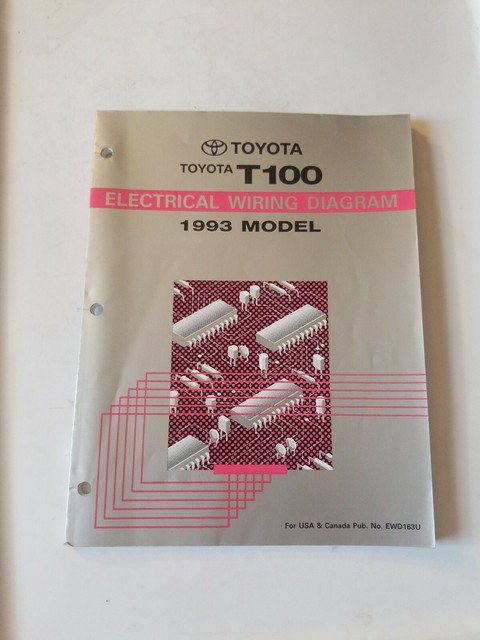 TOYOTA
TOYOTA T100
ELECTRICAL WIRING DIAGRAM
1993 MODEL
For USA & Canada Pub. No. EWD163U